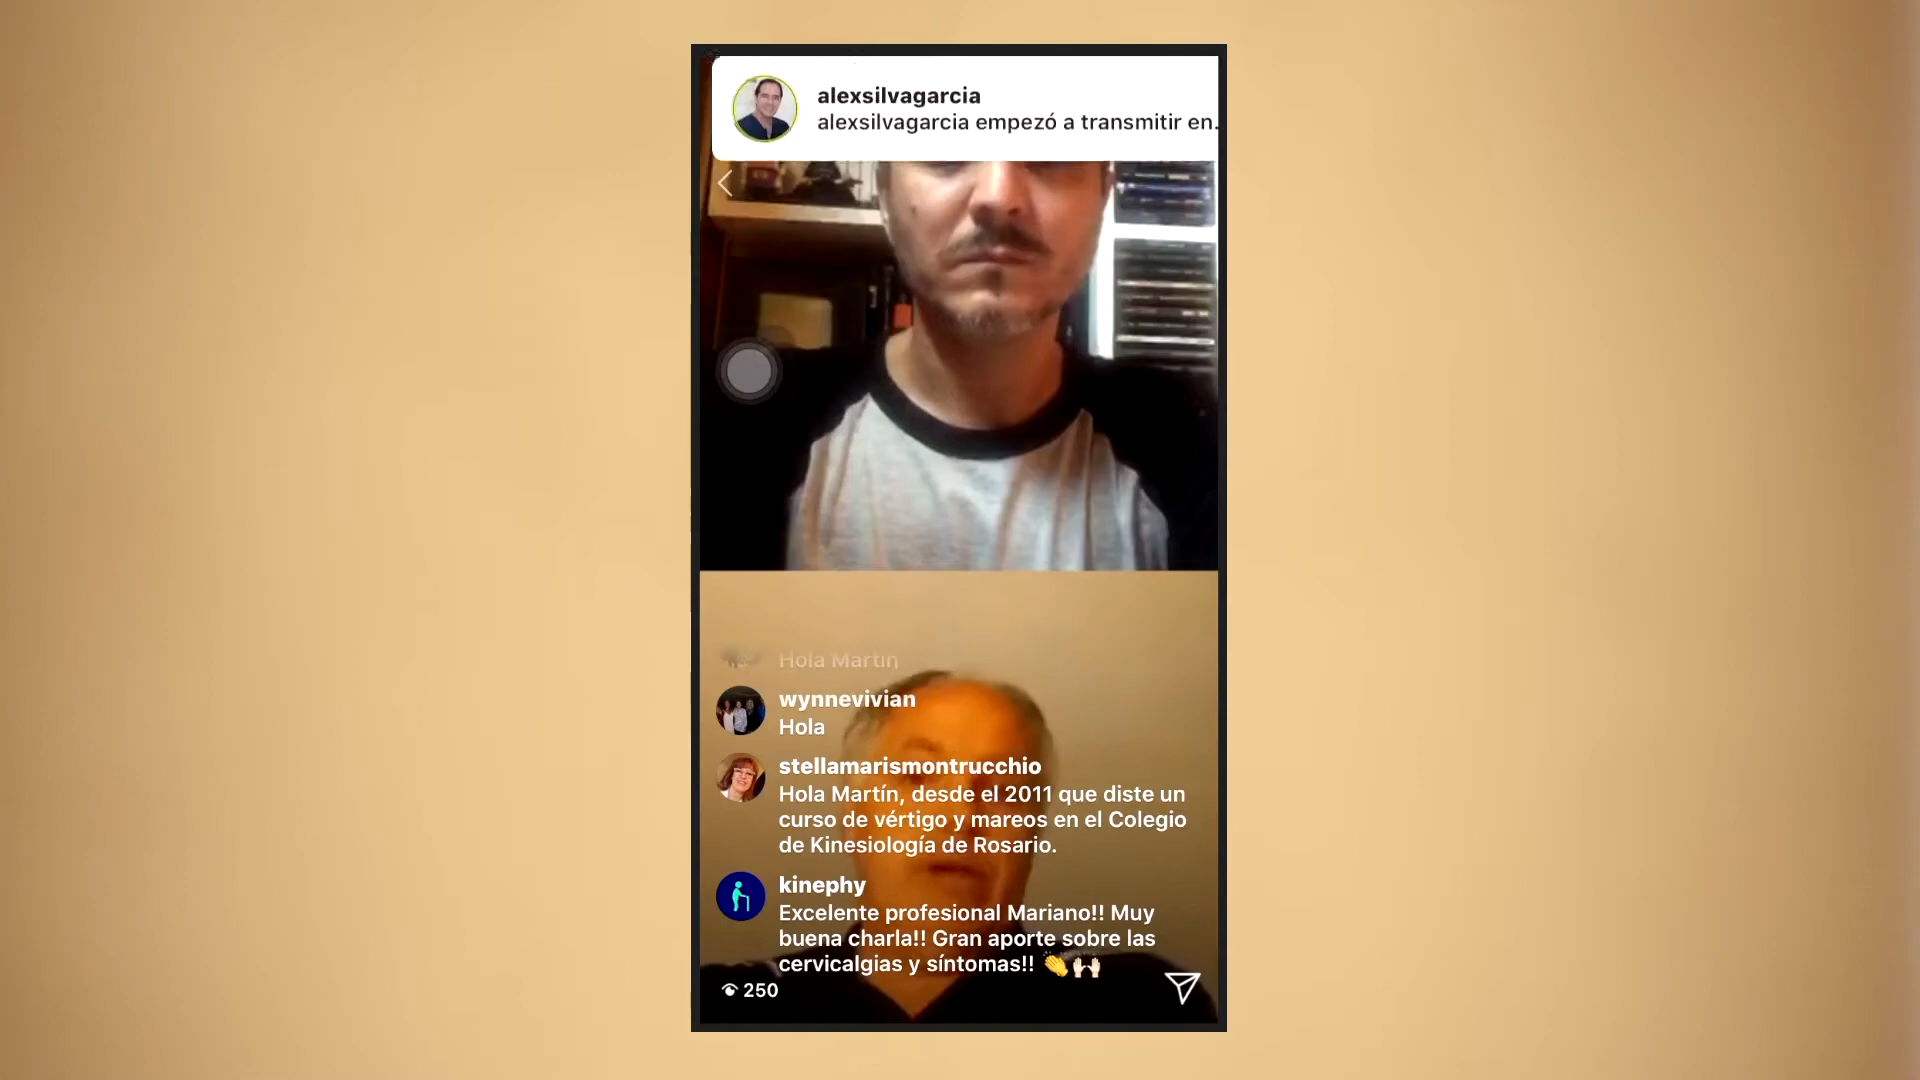 alexsilvagarcia
alexsilvagarcia empezó a transmitir en.
Hola Martín
wynnevivian
Hola
stellamarismontrucchio
Hola Martín, desde el 2011 que diste un
curso de vértigo y mareos en el Colegio
de Kinesiología de Rosario.
kinephy
Excelente profesional Mariano!! Muy
buena charla!! Gran aporte sobre las
cervicalgias y síntomas!! 👏🙌🏻
250